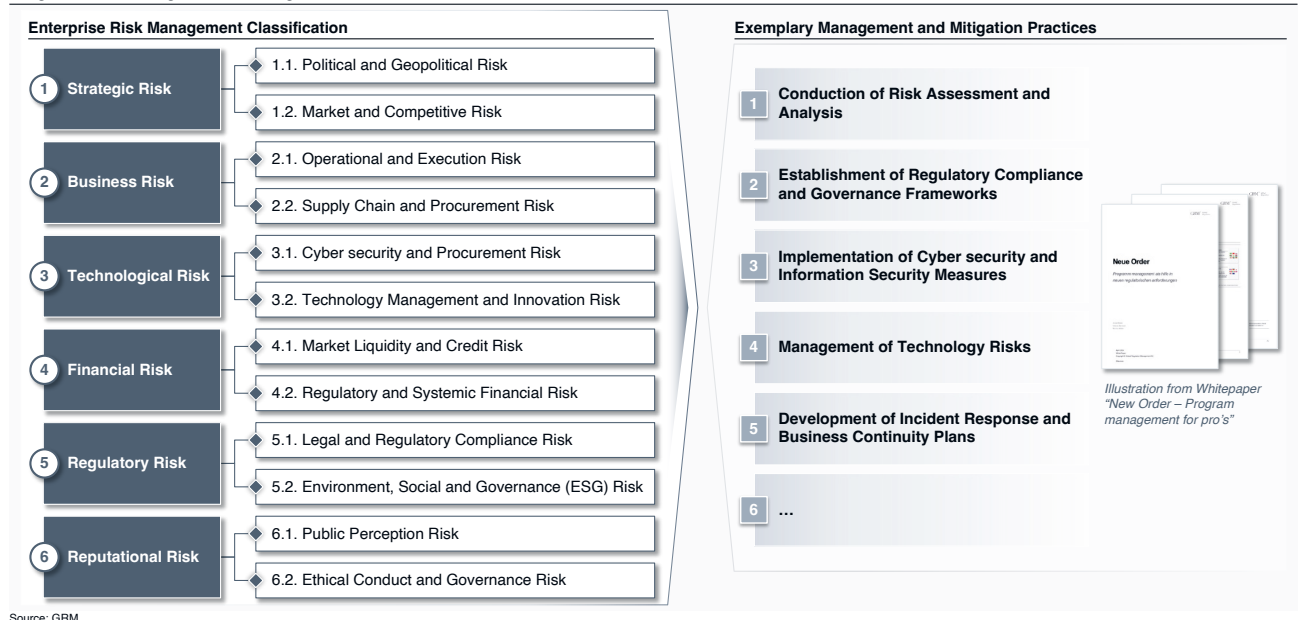 Enterprise Risk Management Classification
1
Strategic Risk
1.1. Political and Geopolitical Risk
1.2. Market and Competitive Risk
2
Business Risk
2.1. Operational and Execution Risk
2.2. Supply Chain and Procurement Risk
3
Technological Risk
3.1. Cyber security and Procurement Risk
3.2. Technology Management and Innovation Risk
4
Financial Risk
4.1. Market Liquidity and Credit Risk
4.2. Regulatory and Systemic Financial Risk
5
Regulatory Risk
5.1. Legal and Regulatory Compliance Risk
5.2. Environment, Social and Governance (ESG) Risk
6
Reputational Risk
6.1. Public Perception Risk
6.2. Ethical Conduct and Governance Risk
Exemplary Management and Mitigation Practices
1
Conduction of Risk Assessment and
Analysis
2
Establishment of Regulatory Compliance
and Governance Frameworks
3
Implementation of Cyber security and
Information Security Measures
4
Management of Technology Risks
5
Development of Incident Response and
Business Continuity Plans
6
...
Neue Order
Illustration from Whitepaper
"New Order – Program
management for pro's"
Source: GRM